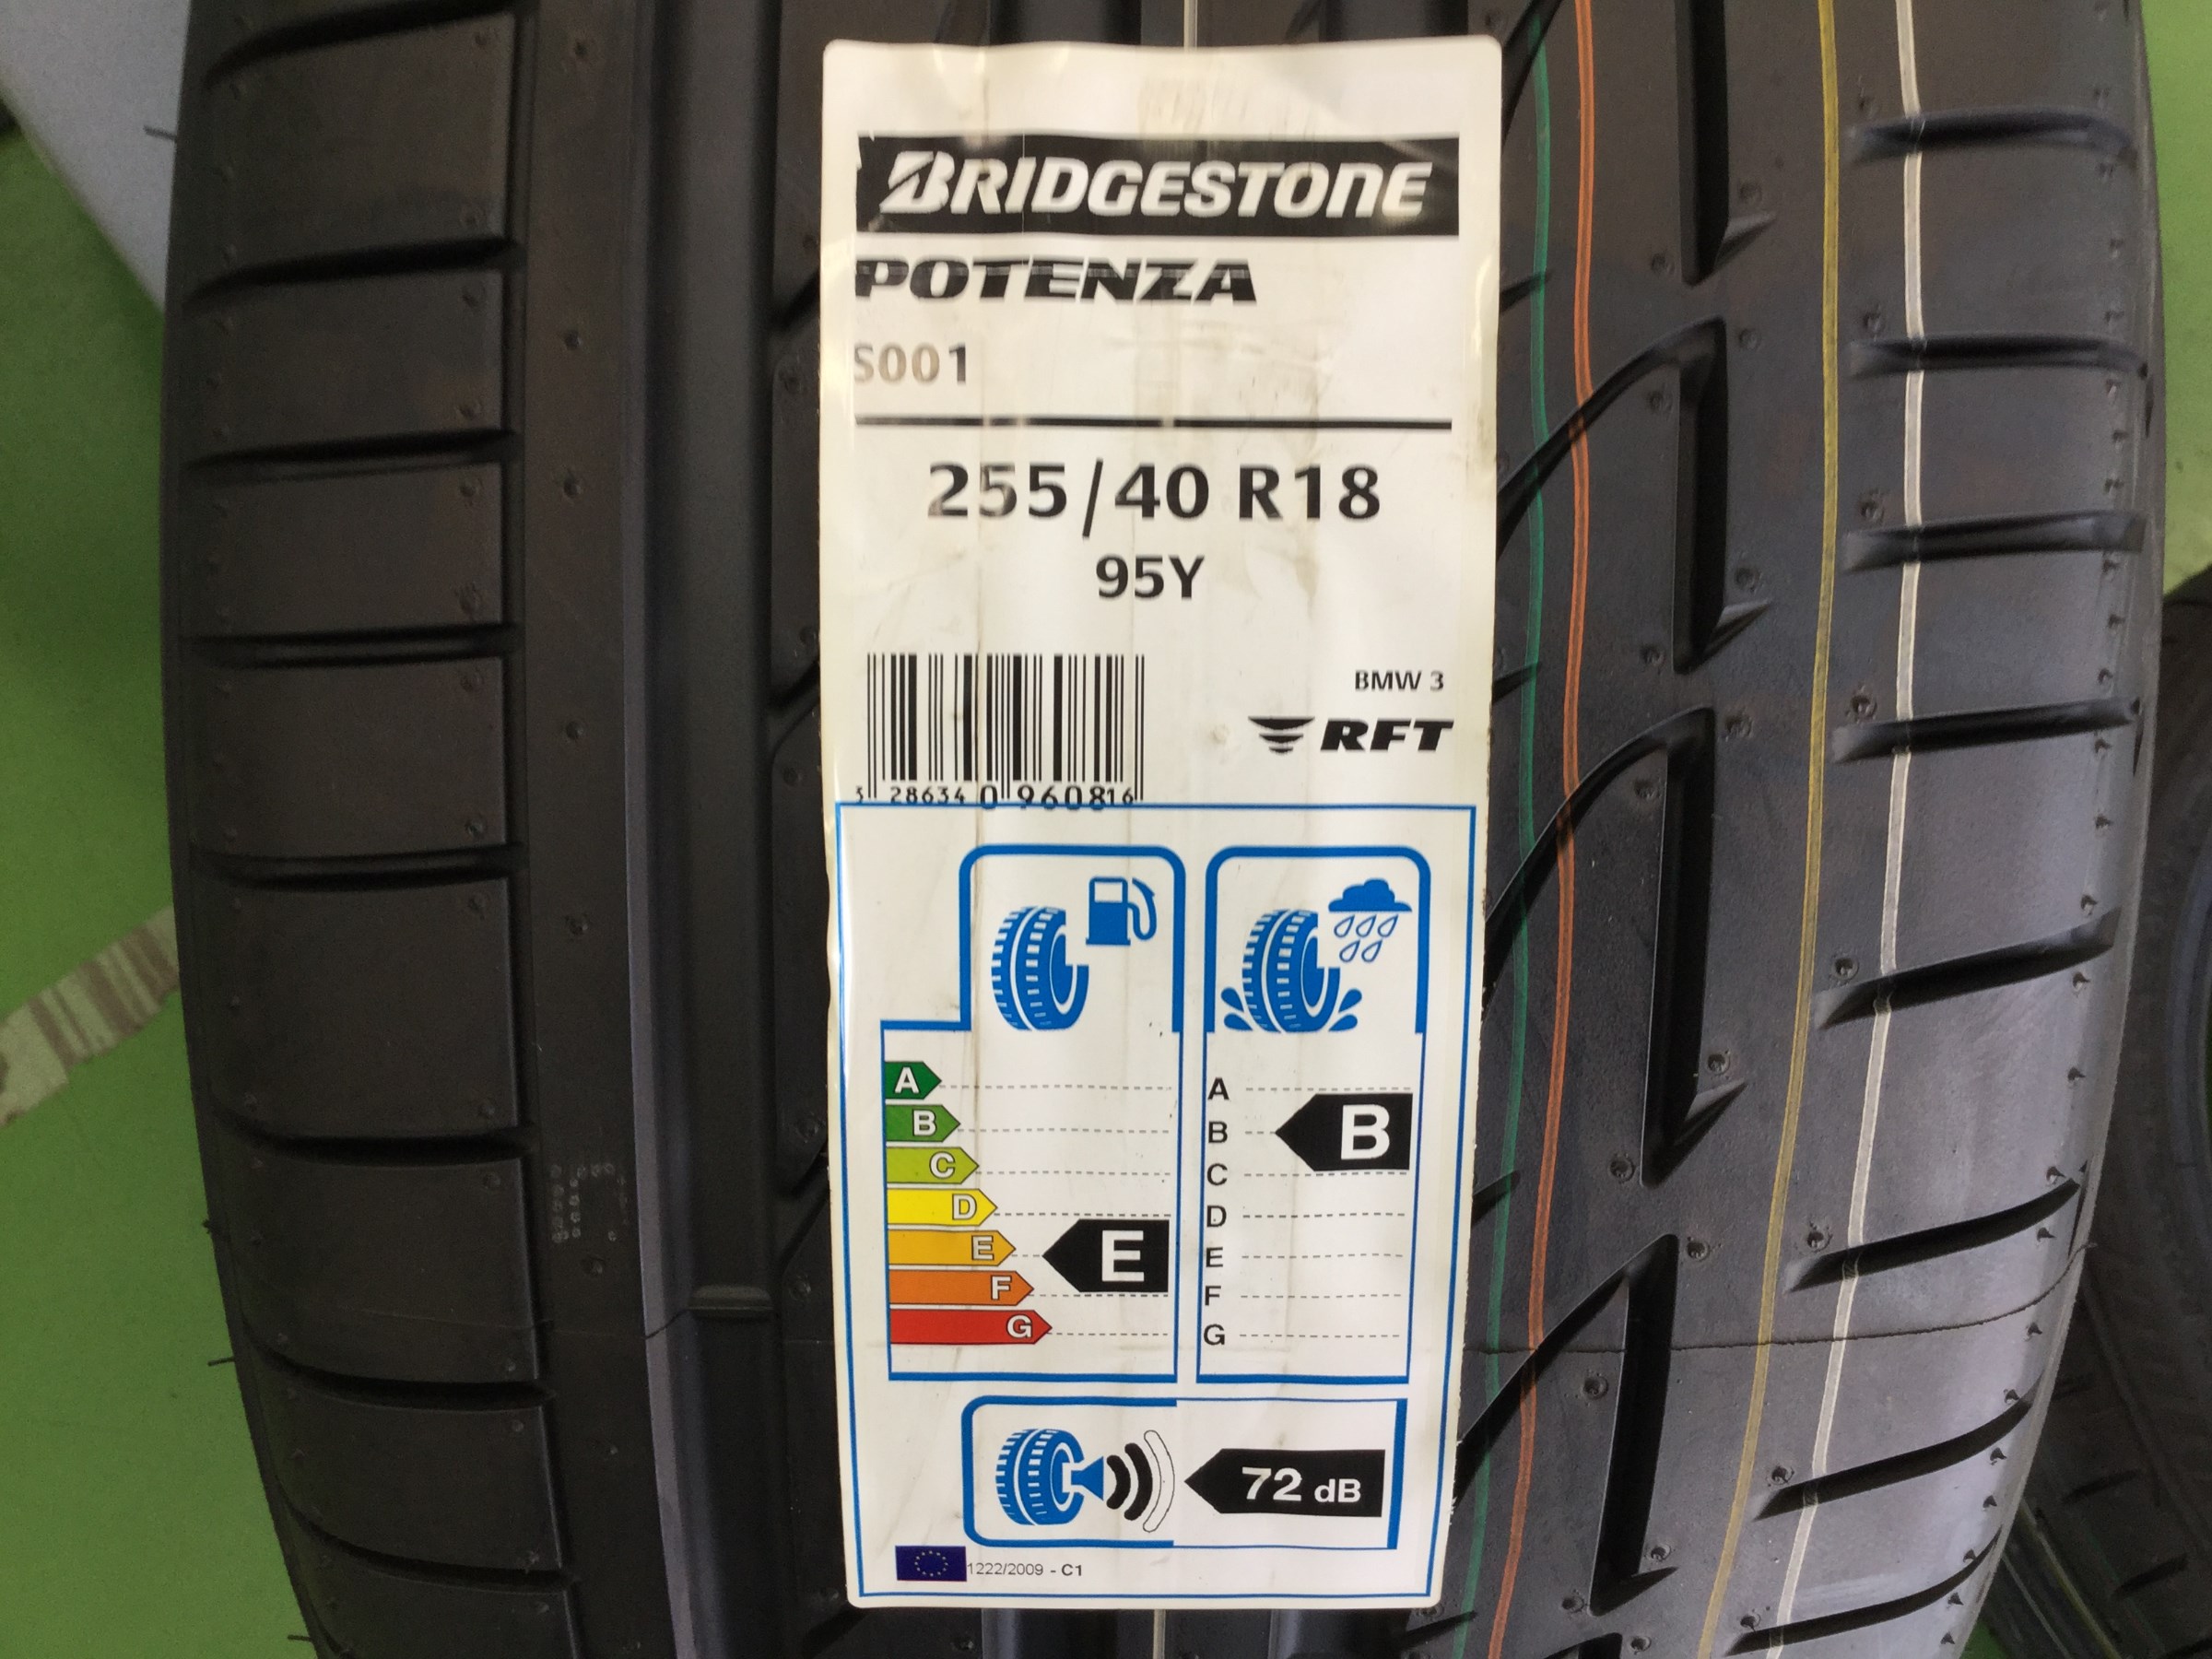 BRIDGESTONE
POTENZA
S001
255/40 R18
95Y
BMW 3
RFT
3 286340 960816
A
B
C
D
E
F
G
E
A
B
C
D
E
F
G
B
72 dB
1222/2009 - C1